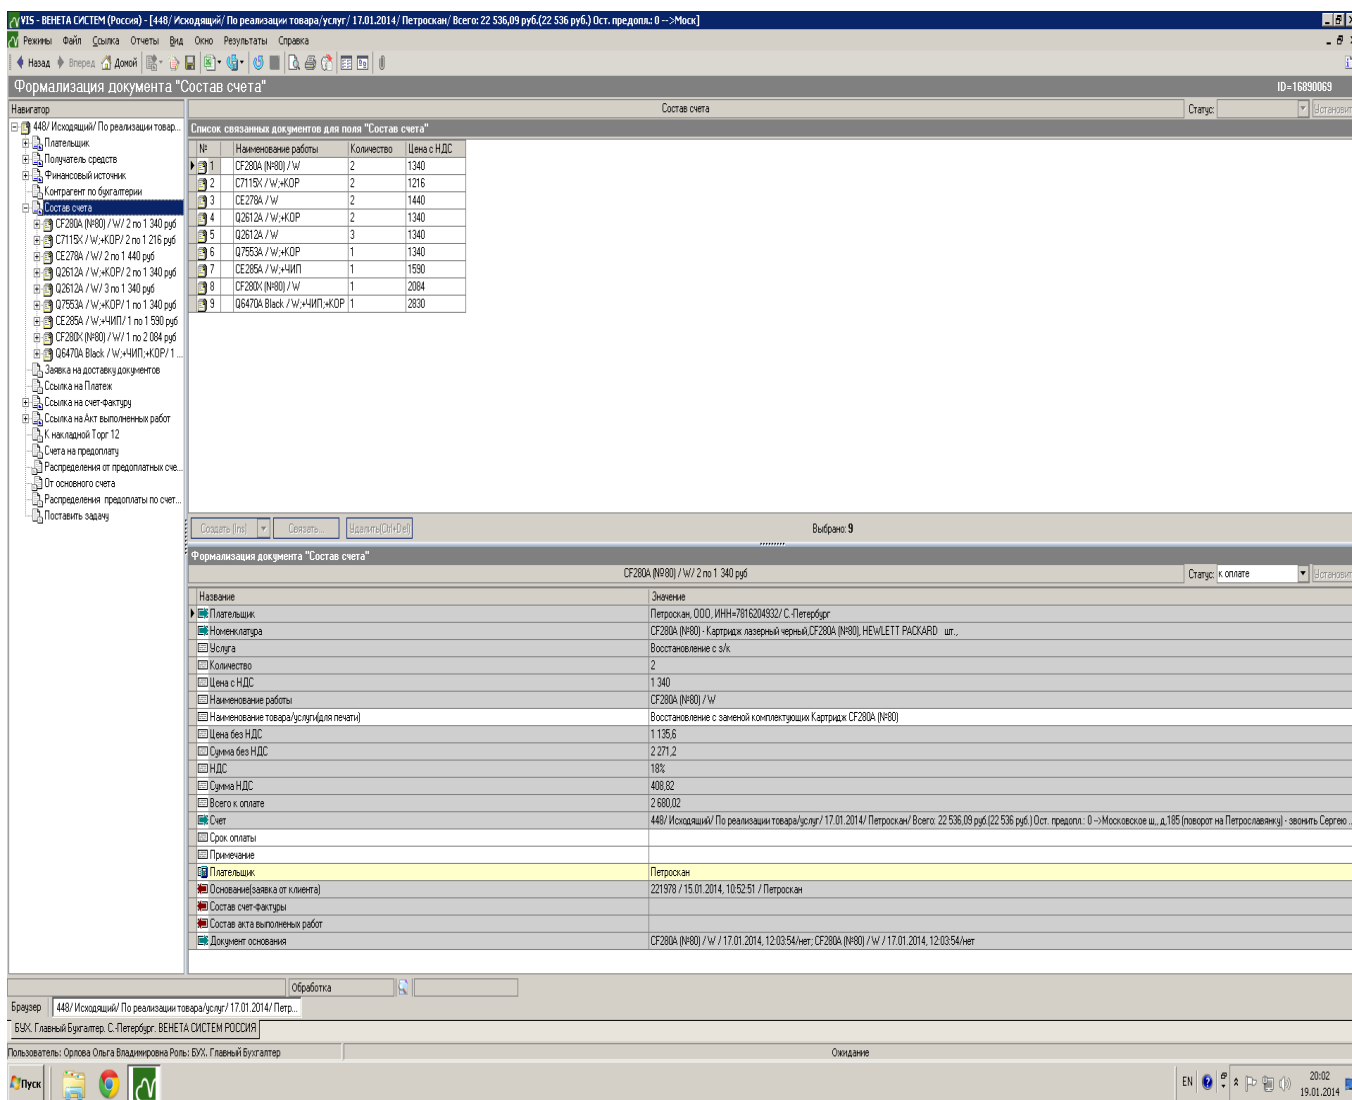 VIS - ВЕНЕТА СИСТЕМ (Россия) - [448/ Исходящий/ По реализации товара/услуг/ 17.01.2014/ Петроскан/ Всего: 22 536,09 руб.(22 536 руб.) Ост. предопл.: 0 -->Моск]
Режимы Файл Ссылка Отчеты Вид Окно Результаты Справка
Назад Вперед Домой
Формализация документа "Состав счета" ID=16890069
Навигатор
448/ Исходящий/ По реализации товар...
Плательщик
Получатель средств
Финансовый источник
Контрагент по бухгалтерии
Состав счета
CF280A (№80) / W/ 2 по 1 340 руб
C7115X / W;+КОР/ 2 по 1 216 руб
CE278A / W/ 2 по 1 440 руб
Q2612A / W;+КОР/ 2 по 1 340 руб
Q2612A / W/ 3 по 1 340 руб
Q7553A / W;+КОР/ 1 по 1 340 руб
CE285A / W;+ЧИП/ 1 по 1 590 руб
CF280X (№80) / W/ 1 по 2 084 руб
Q6470A Black / W;+ЧИП;+КОР/ 1 ...
Заявка на доставку документов
Ссылка на Платеж
Ссылка на счет-фактуру
Ссылка на Акт выполненных работ
К накладной Торг 12
Счета на предоплату
Распределения от предоплатных сче...
От основного счета
Распределения предоплаты по счет...
Поставить задачу
Состав счета Статус: Установит
Список связанных документов для поля "Состав счета"
№ Наименование работы Количество Цена с НДС
1 CF280A (№80) / W 2 1340
2 C7115X / W;+КОР 2 1216
3 CE278A / W 2 1440
4 Q2612A / W;+КОР 2 1340
5 Q2612A / W 3 1340
6 Q7553A / W;+КОР 1 1340
7 CE285A / W;+ЧИП 1 1590
8 CF280X (№80) / W 1 2084
9 Q6470A Black / W;+ЧИП;+КОР 1 2830
Создать (Ins) Связать... Удалить(Ctrl+Del) Выбрано: 9
Формализация документа "Состав счета"
CF280A (№80) / W/ 2 по 1 340 руб Статус: к оплате Установит
Название Значение
Плательщик Петроскан, ООО, ИНН=7816204932/ С.-Петербург
Номенклатура CF280A (№80) - Картридж лазерный черный,CF280A (№80), HEWLETT PACKARD шт.,
Услуга Восстановление с з/к
Количество 2
Цена с НДС 1 340
Наименование работы CF280A (№80) / W
Наименование товара/услуги(для печати) Восстановление с заменой комплектующих Картридж CF280A (№80)
Цена без НДС 1 135,6
Сумма без НДС 2 271,2
НДС 18%
Сумма НДС 408,82
Всего к оплате 2 680,02
Счет 448/ Исходящий/ По реализации товара/услуг/ 17.01.2014/ Петроскан/ Всего: 22 536,09 руб.(22 536 руб.) Ост. предопл.: 0 -->Московское ш., д.185 (поворот на Петрославянку) - звонить Сергею ...
Срок оплаты
Примечание
Плательщик Петроскан
Основание(заявка от клиента) 221978 / 15.01.2014, 10:52:51 / Петроскан
Состав счет-фактуры
Состав акта выполненых работ
Документ основания CF280A (№80) / W / 17.01.2014, 12:03:54/нет; CF280A (№80) / W / 17.01.2014, 12:03:54/нет
Обработка
Браузер 448/ Исходящий/ По реализации товара/услуг/ 17.01.2014/ Петр...
БУХ. Главный Бухгалтер. С.-Петербург. ВЕНЕТА СИСТЕМ РОССИЯ
Пользователь: Орлова Ольга Владимировна Роль: БУХ. Главный Бухгалтер Ожидание
Пуск EN 20:02
19.01.2014